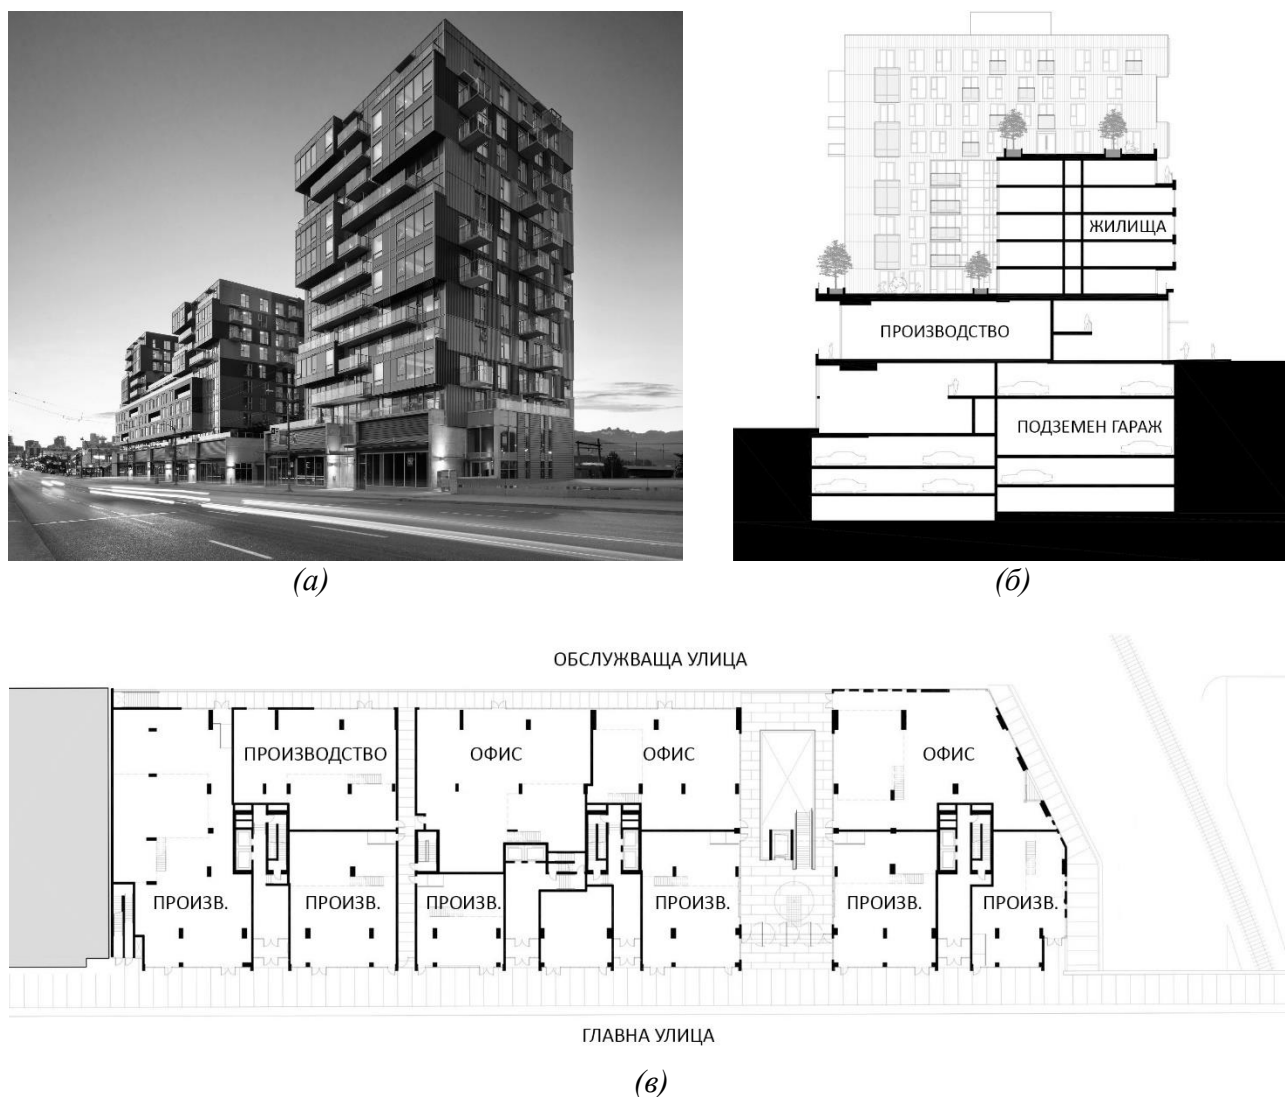 ЖИЛИЩА
ПРОИЗВОДСТВО
ПОДЗЕМЕН ГАРАЖ
(а)
(б)
ОБСЛУЖВАЩА УЛИЦА
ПРОИЗВОДСТВО
ОФИС
ОФИС
ОФИС
ПРОИЗВ.
ПРОИЗВ.
ПРОИЗВ.
ПРОИЗВ.
ПРОИЗВ.
ПРОИЗВ.
ГЛАВНА УЛИЦА
(в)